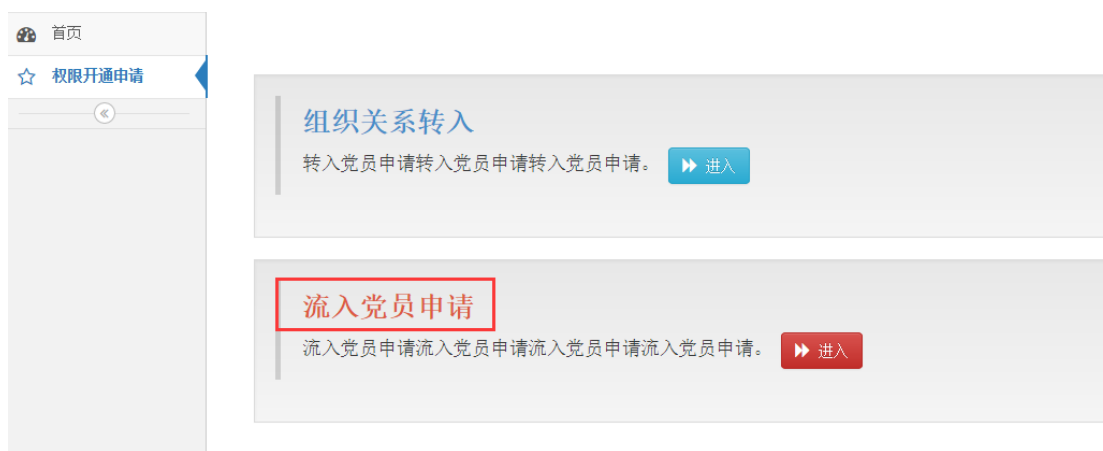 首页
权限开通申请
组织关系转入
转入党员申请转入党员申请转入党员申请。
进入
流入党员申请
流入党员申请流入党员申请流入党员申请流入党员申请。
进入